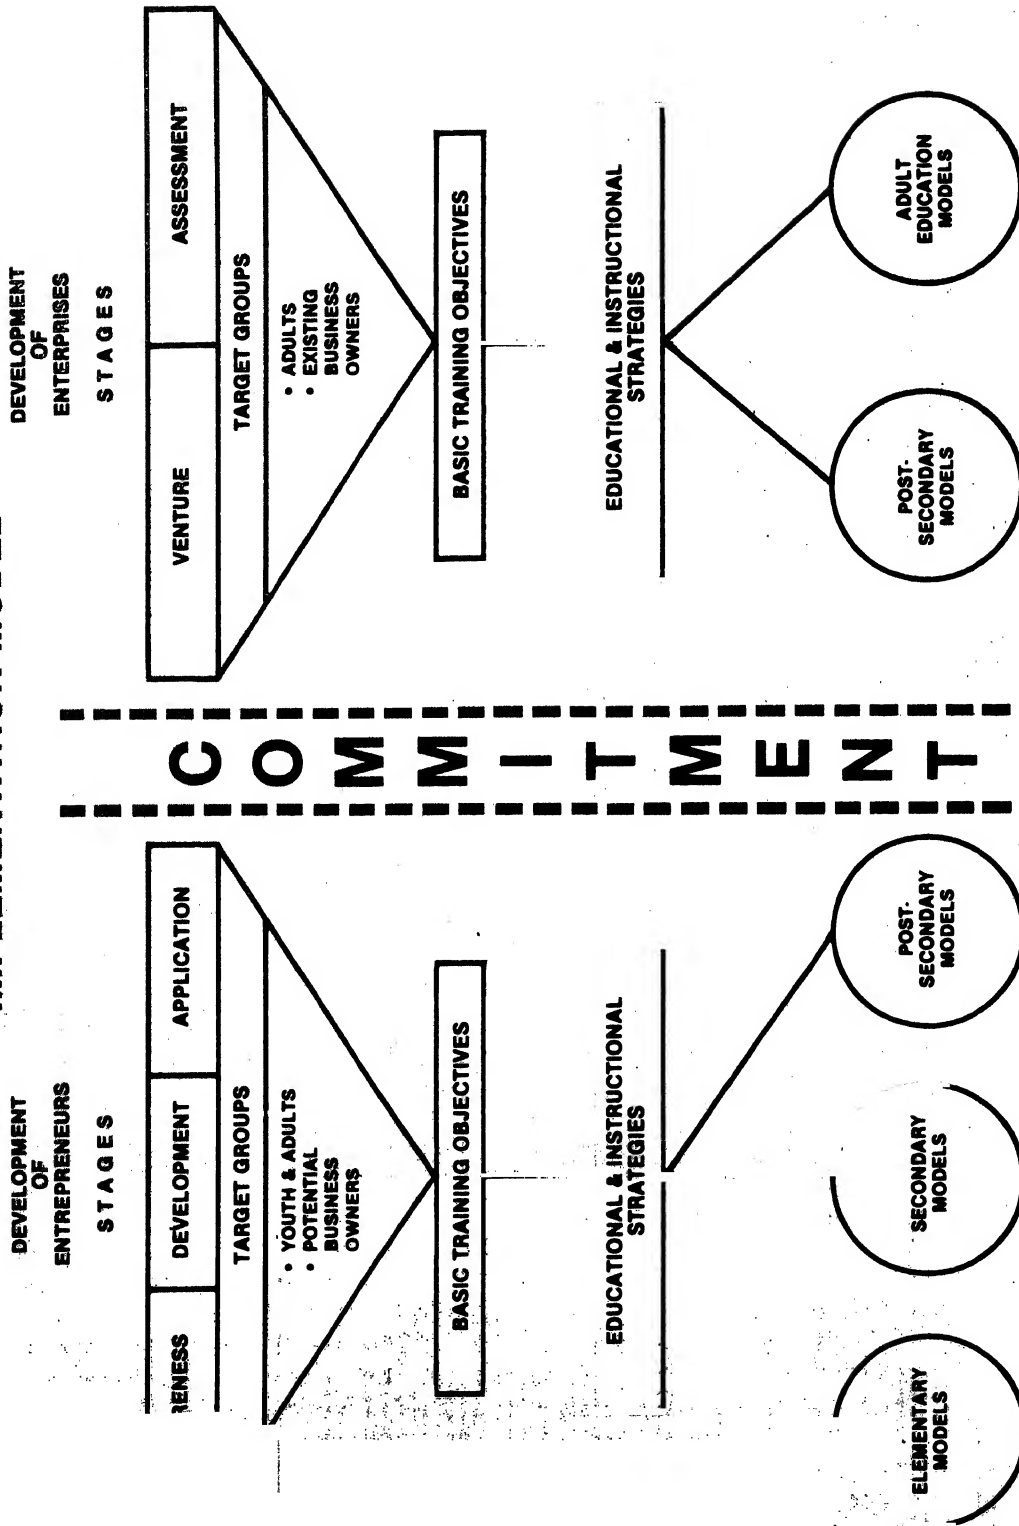 DEVELOPMENT
OF
ENTREPRENEURS
STAGES
RENESS
DEVELOPMENT
APPLICATION
TARGET GROUPS
• YOUTH & ADULTS
• POTENTIAL
BUSINESS
OWNERS
BASIC TRAINING OBJECTIVES
EDUCATIONAL & INSTRUCTIONAL
STRATEGIES
ELEMENTARY
MODELS
SECONDARY
MODELS
POST-
SECONDARY
MODELS
COMMITMENT
DEVELOPMENT
OF
ENTERPRISES
STAGES
VENTURE
ASSESSMENT
TARGET GROUPS
• ADULTS
• EXISTING
BUSINESS
OWNERS
BASIC TRAINING OBJECTIVES
EDUCATIONAL & INSTRUCTIONAL
STRATEGIES
POST-
SECONDARY
MODELS
ADULT
EDUCATION
MODELS